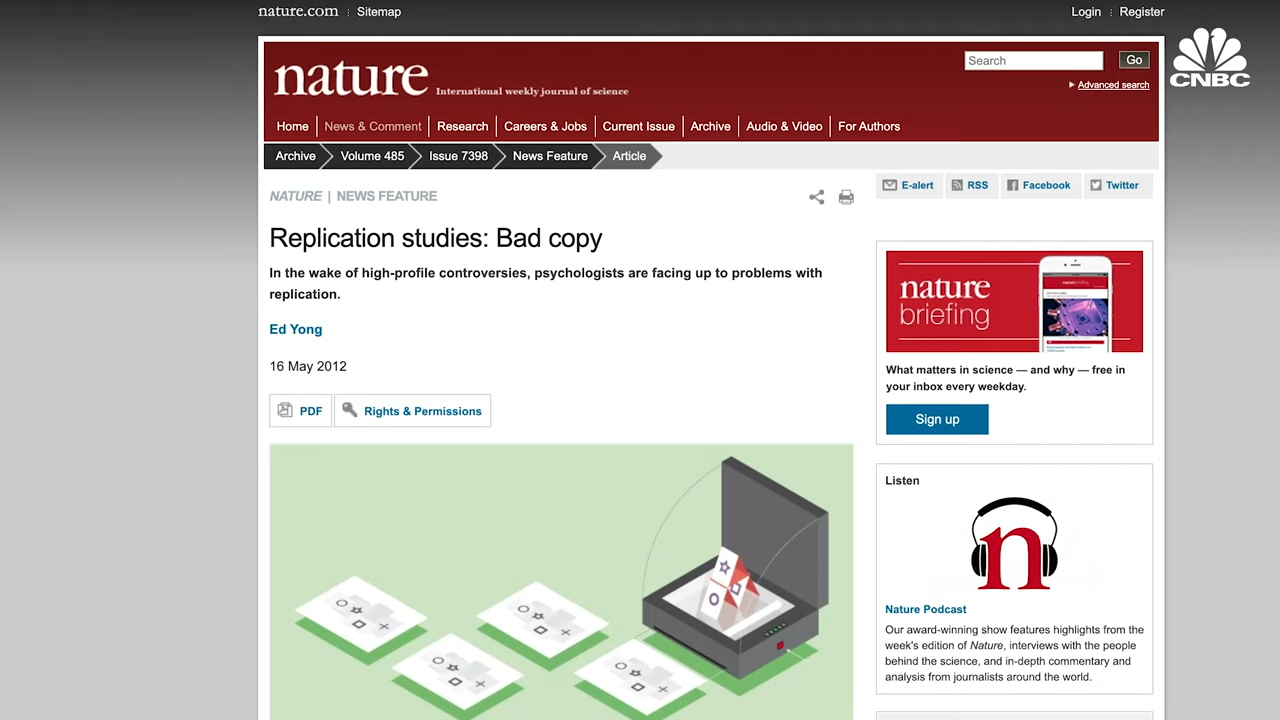 nature.com : Sitemap
Login : Register
CNBC
nature International weekly journal of science
Search
Go
Advanced search
Home
News & Comment
Research
Careers & Jobs
Current Issue
Archive
Audio & Video
For Authors
Archive
Volume 485
Issue 7398
News Feature
Article
NATURE | NEWS FEATURE
Replication studies: Bad copy
In the wake of high-profile controversies, psychologists are facing up to problems with
replication.
Ed Yong
16 May 2012
PDF
Rights & Permissions
E-alert
RSS
Facebook
Twitter
nature
briefing
What matters in science — and why — free in
your inbox every weekday.
Sign up
Listen
n
Nature Podcast
Our award-winning show features highlights from the
week's edition of Nature, interviews with the people
behind the science, and in-depth commentary and
analysis from journalists around the world.